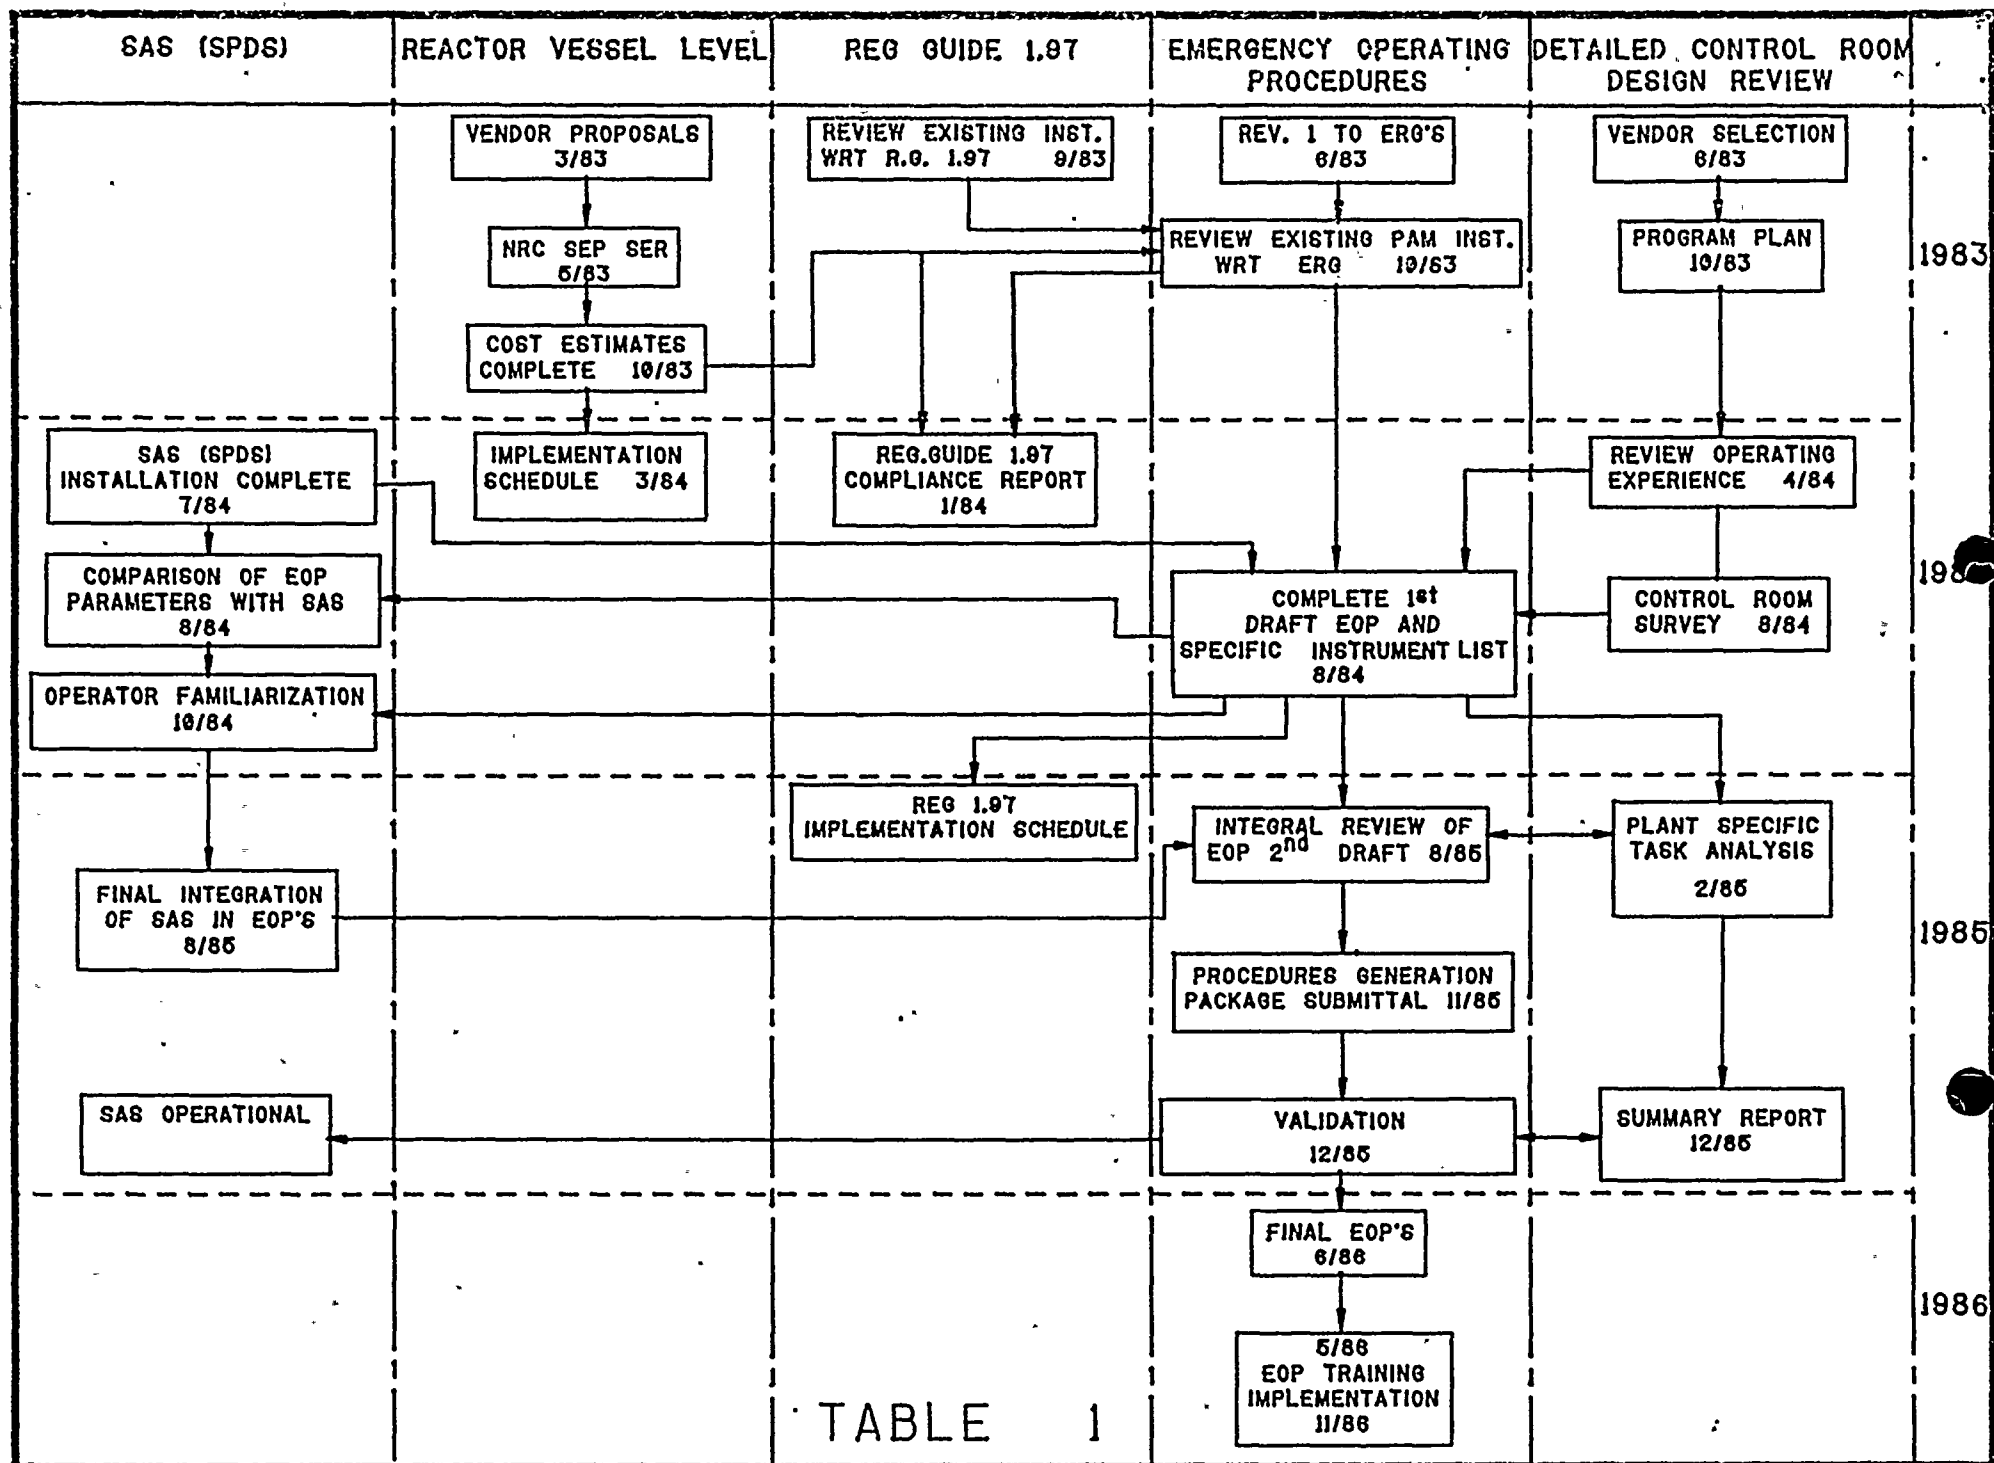 SAS (SPDS)
REACTOR VESSEL LEVEL
REG GUIDE 1.97
EMERGENCY OPERATING
PROCEDURES
DETAILED CONTROL ROOM
DESIGN REVIEW
VENDOR PROPOSALS
3/83
REVIEW EXISTING INST.
WRT R.G. 1.97 9/83
REV. 1 TO ERG'S
6/83
VENDOR SELECTION
6/83
NRC SEP SER
5/83
REVIEW EXISTING PAM INST.
WRT ERG 10/83
PROGRAM PLAN
10/83
1983
COST ESTIMATES
COMPLETE 10/83
SAS (SPDS)
INSTALLATION COMPLETE
7/84
IMPLEMENTATION
SCHEDULE 3/84
REG.GUIDE 1.97
COMPLIANCE REPORT
1/84
REVIEW OPERATING
EXPERIENCE 4/84
COMPARISON OF EOP
PARAMETERS WITH SAS
8/84
COMPLETE 1st
DRAFT EOP AND
SPECIFIC INSTRUMENT LIST
8/84
CONTROL ROOM
SURVEY 8/84
OPERATOR FAMILIARIZATION
10/84
REG 1.97
IMPLEMENTATION SCHEDULE
INTEGRAL REVIEW OF
EOP 2nd DRAFT 8/85
PLANT SPECIFIC
TASK ANALYSIS
2/85
FINAL INTEGRATION
OF SAS IN EOP'S
8/85
1985
PROCEDURES GENERATION
PACKAGE SUBMITTAL 11/85
SAS OPERATIONAL
VALIDATION
12/85
SUMMARY REPORT
12/85
FINAL EOP'S
6/86
1986
5/86
EOP TRAINING
IMPLEMENTATION
11/86
TABLE 1